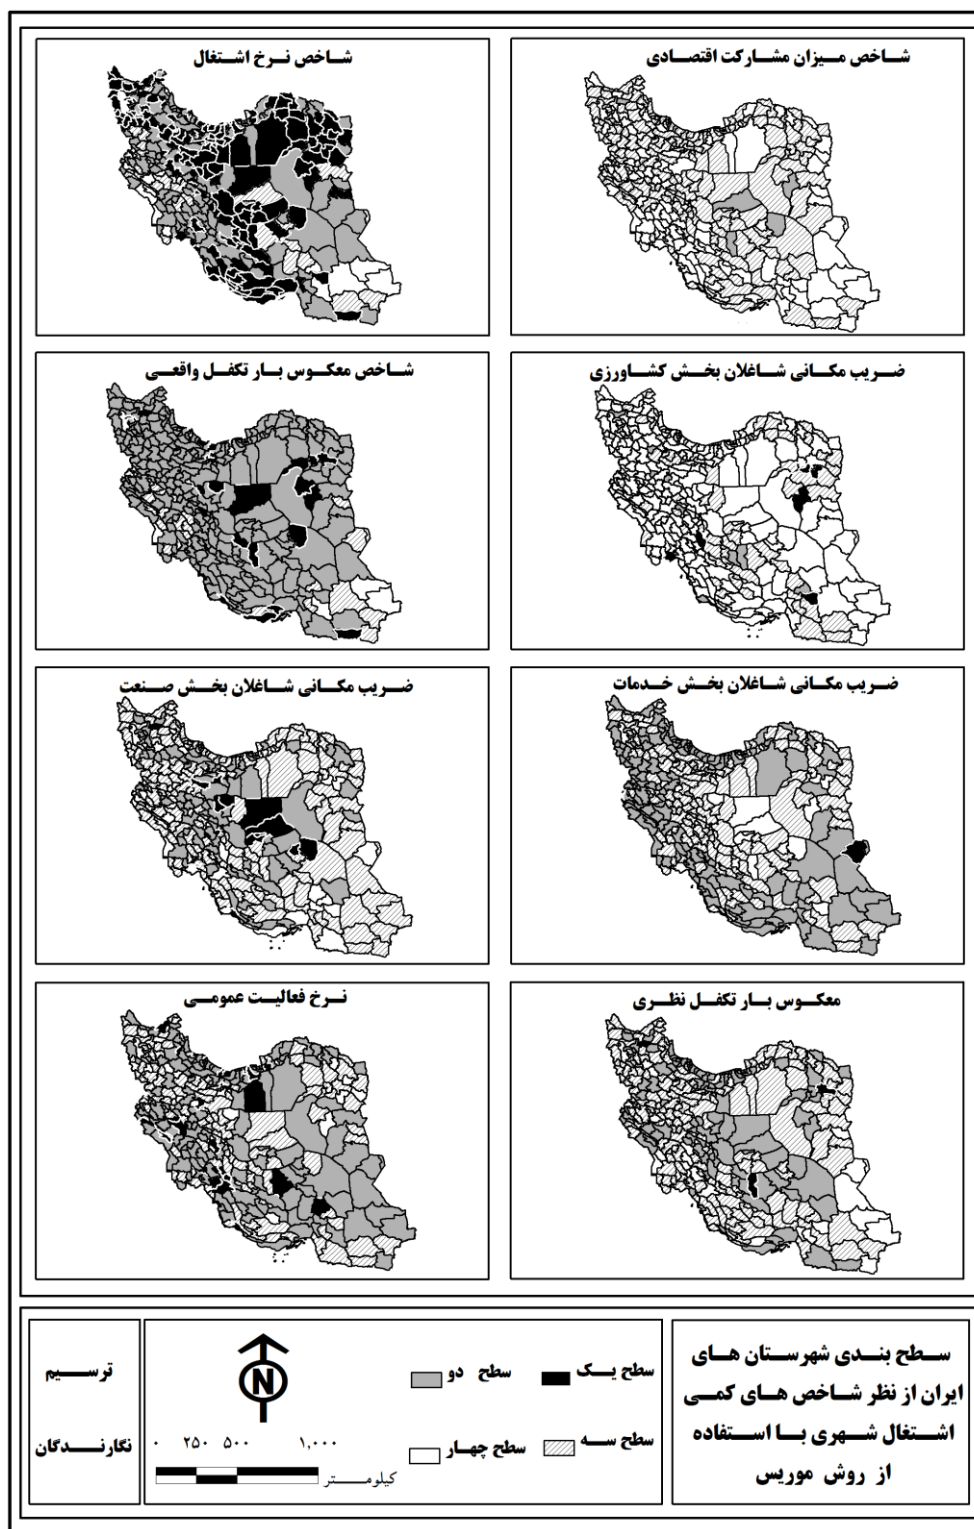 شاخص میزان مشارکت اقتصادی
شاخص نرخ اشتغال
ضریب مکانی شاغلان بخش کشاورزی
شاخص معکوس بار تکفل واقعی
ضریب مکانی شاغلان بخش خدمات
ضریب مکانی شاغلان بخش صنعت
معکوس بار تکفل نظری
نرخ فعالیت عمومی
سطح بندی شهرستان های
ایران از نظر شاخص های کمی
اشتغال شهری با استفاده
از روش موریس
سطح یک
سطح دو
سطح سه
سطح چهار
N
۰ ۲۵۰ ۵۰۰ ۱,۰۰۰
کیلومتر
ترسیم
نگارندگان